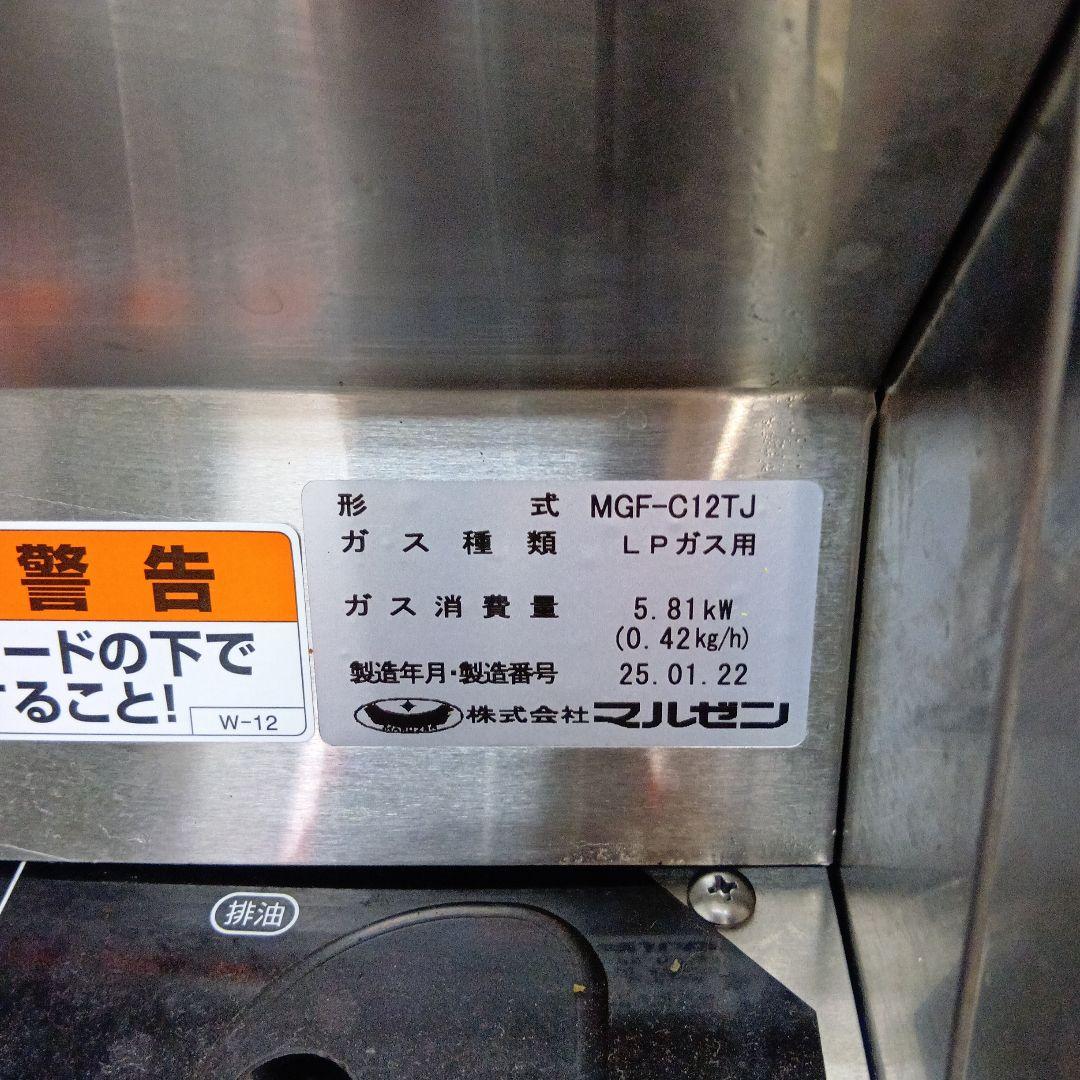 警告
ードの下で
ること!
W-12
形式 MGF-C12TJ
ガス種類 LPガス用
ガス消費量 5.81kW
(0.42kg/h)
製造年月・製造番号 25.01.22
MARUZEN 株式会社マルゼン
排油